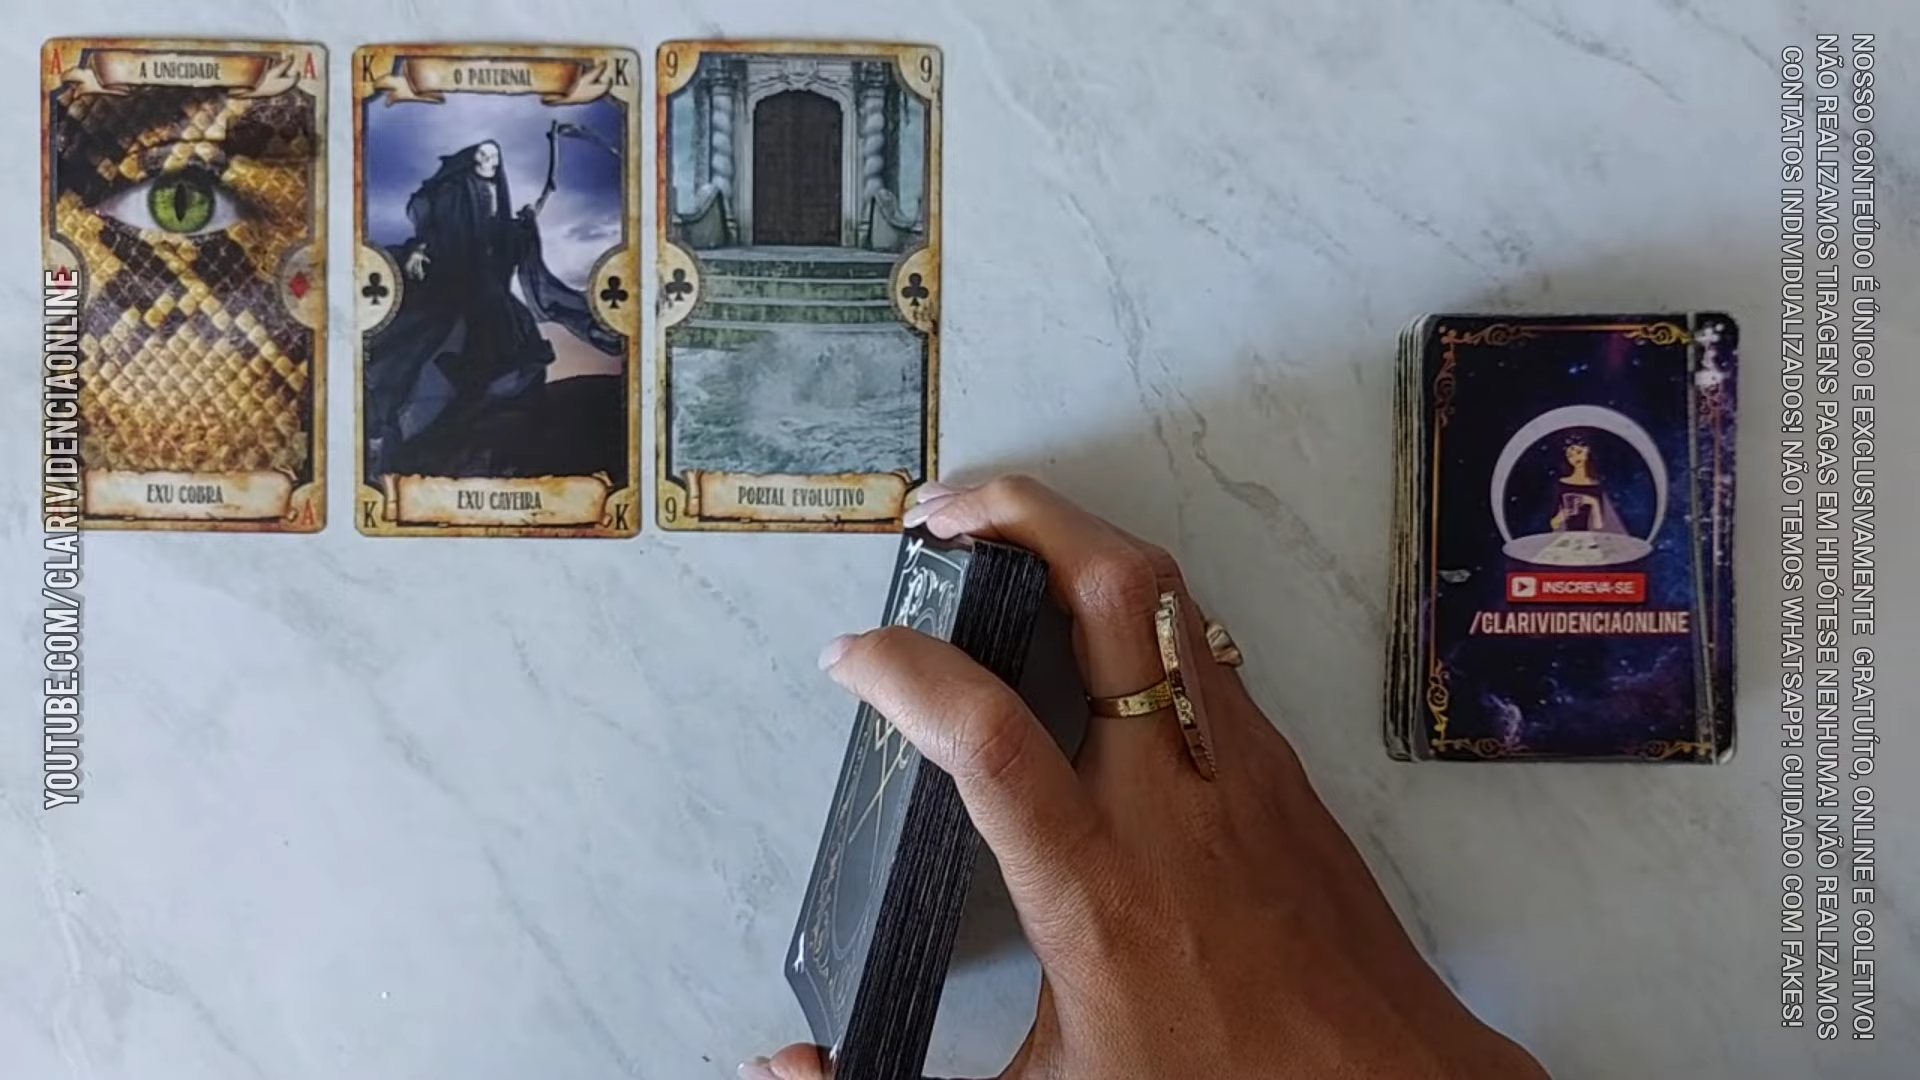 A A
A UNICIDADE
EXU COBRA
A
K K
O PATERNAL
EXU CAVEIRA
K K
9 9
PORTAL EVOLUTIVO
9
YOUTUBE.COM/CLARIVIDENCIAONLINE
INSCREVA-SE
/CLARIVIDENCIAONLINE
NOSSO CONTEÚDO É ÚNICO E EXCLUSIVAMENTE GRATUÍTO, ONLINE E COLETIVO!
NÃO REALIZAMOS TIRAGENS PAGAS EM HIPÓTESE NENHUMA! NÃO REALIZAMOS
CONTATOS INDIVIDUALIZADOS! NÃO TEMOS WHATSAPP! CUIDADO COM FAKES!